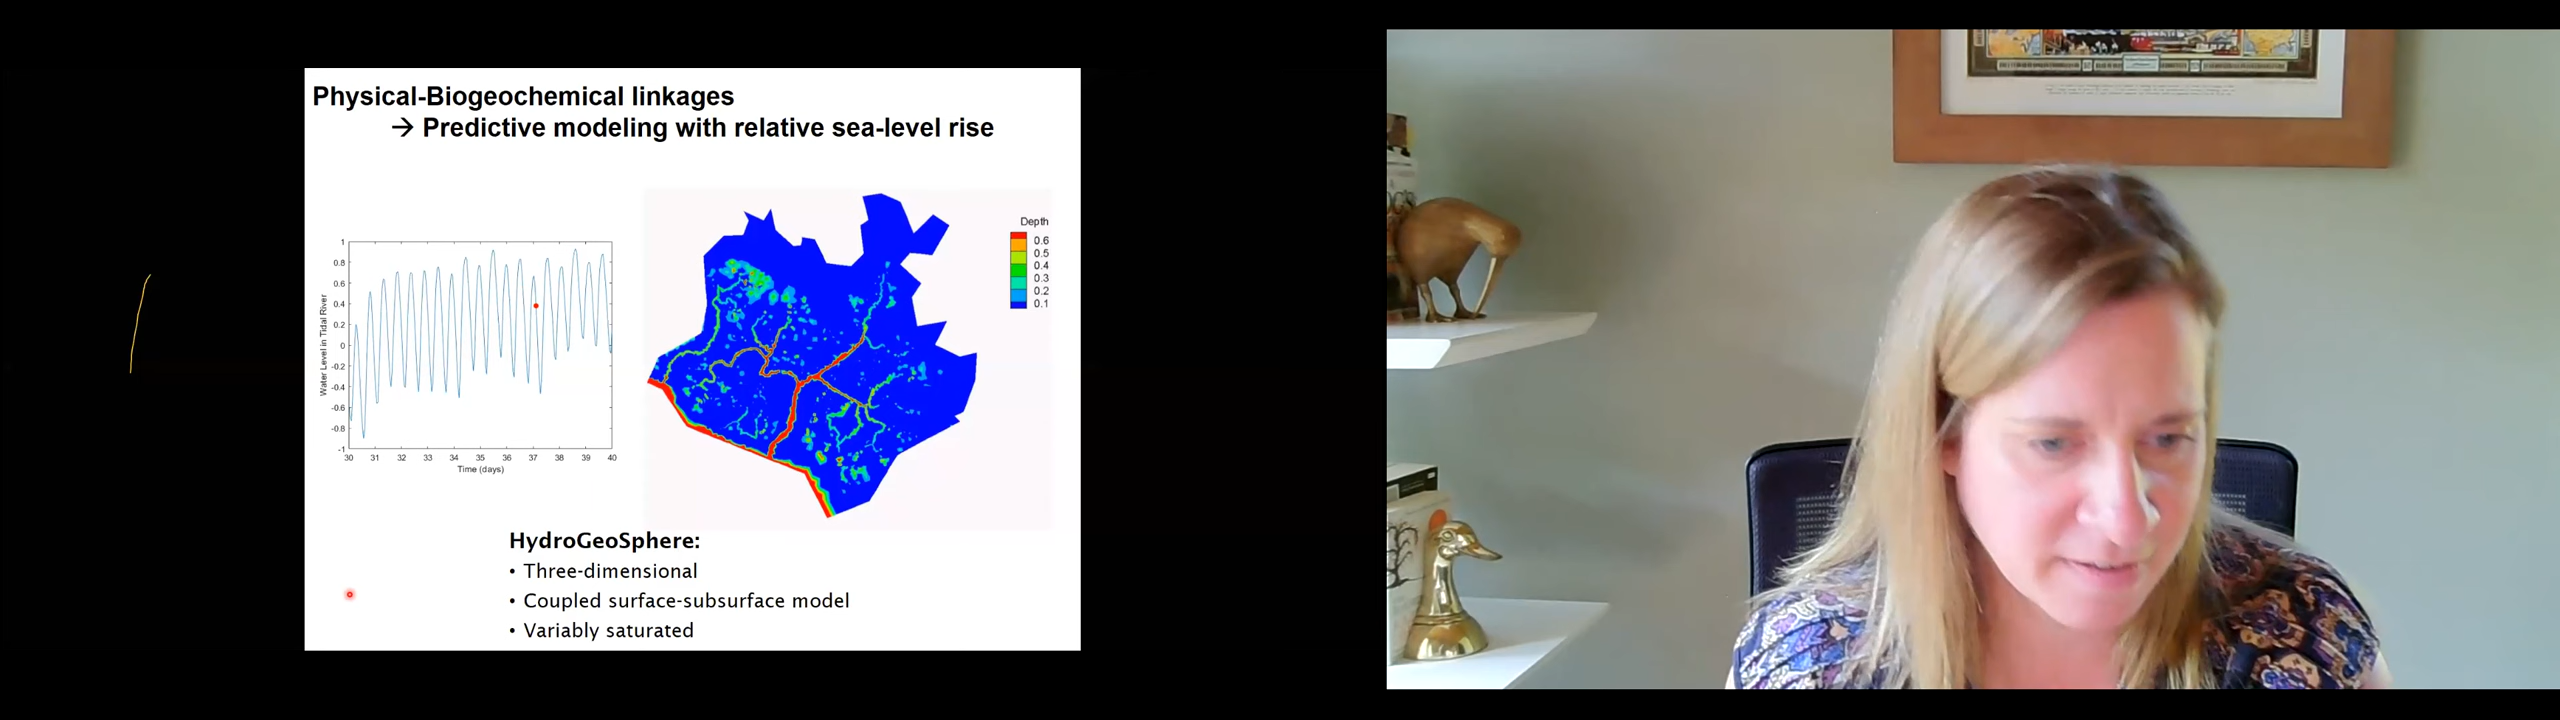 Physical-Biogeochemical linkages
→ Predictive modeling with relative sea-level rise
Water Level in Tidal River
1
0.8
0.6
0.4
0.2
0
-0.2
-0.4
-0.6
-0.8
-1
30 31 32 33 34 35 36 37 38 39 40
Time (days)
Depth
0.6
0.5
0.4
0.3
0.2
0.1
HydroGeoSphere:
• Three-dimensional
• Coupled surface-subsurface model
• Variably saturated